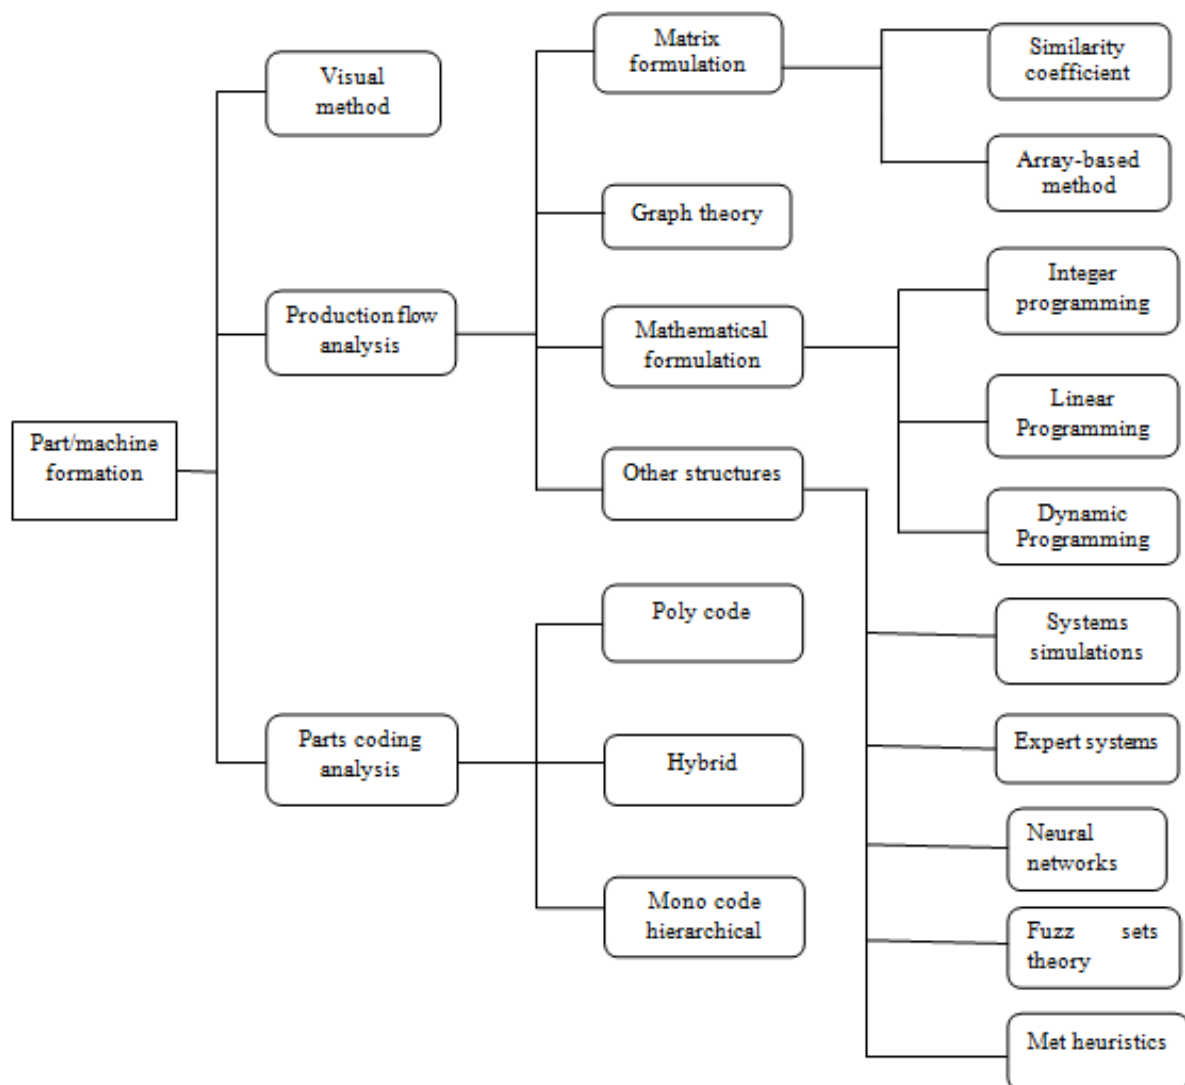 Part/machine
formation
Visual
method
Production flow
analysis
Parts coding
analysis
Matrix
formulation
Graph theory
Mathematical
formulation
Other structures
Poly code
Hybrid
Mono code
hierarchical
Similarity
coefficient
Array-based
method
Integer
programming
Linear
Programming
Dynamic
Programming
Systems
simulations
Expert systems
Neural
networks
Fuzz sets
theory
Met heuristics